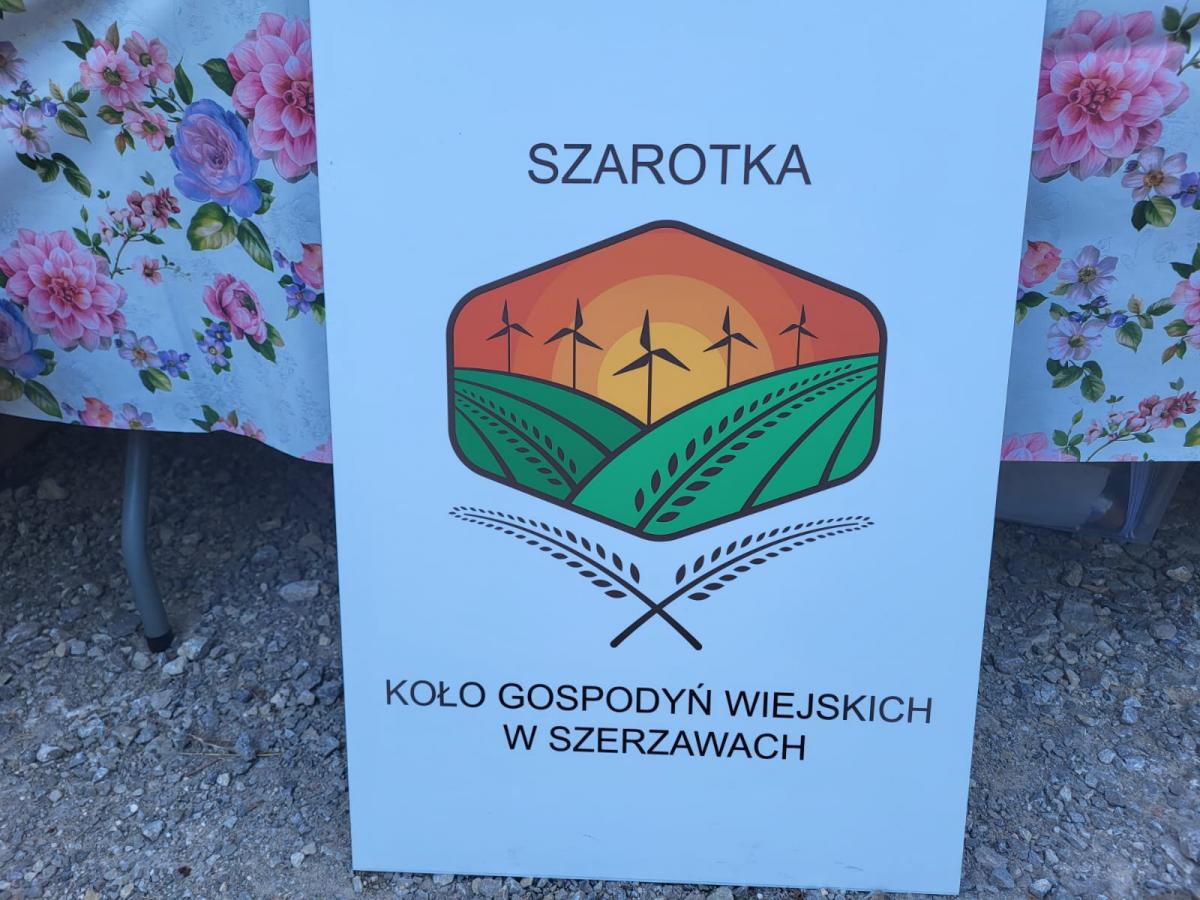 SZAROTKA
KOŁO GOSPODYŃ WIEJSKICH
W SZERZAWACH